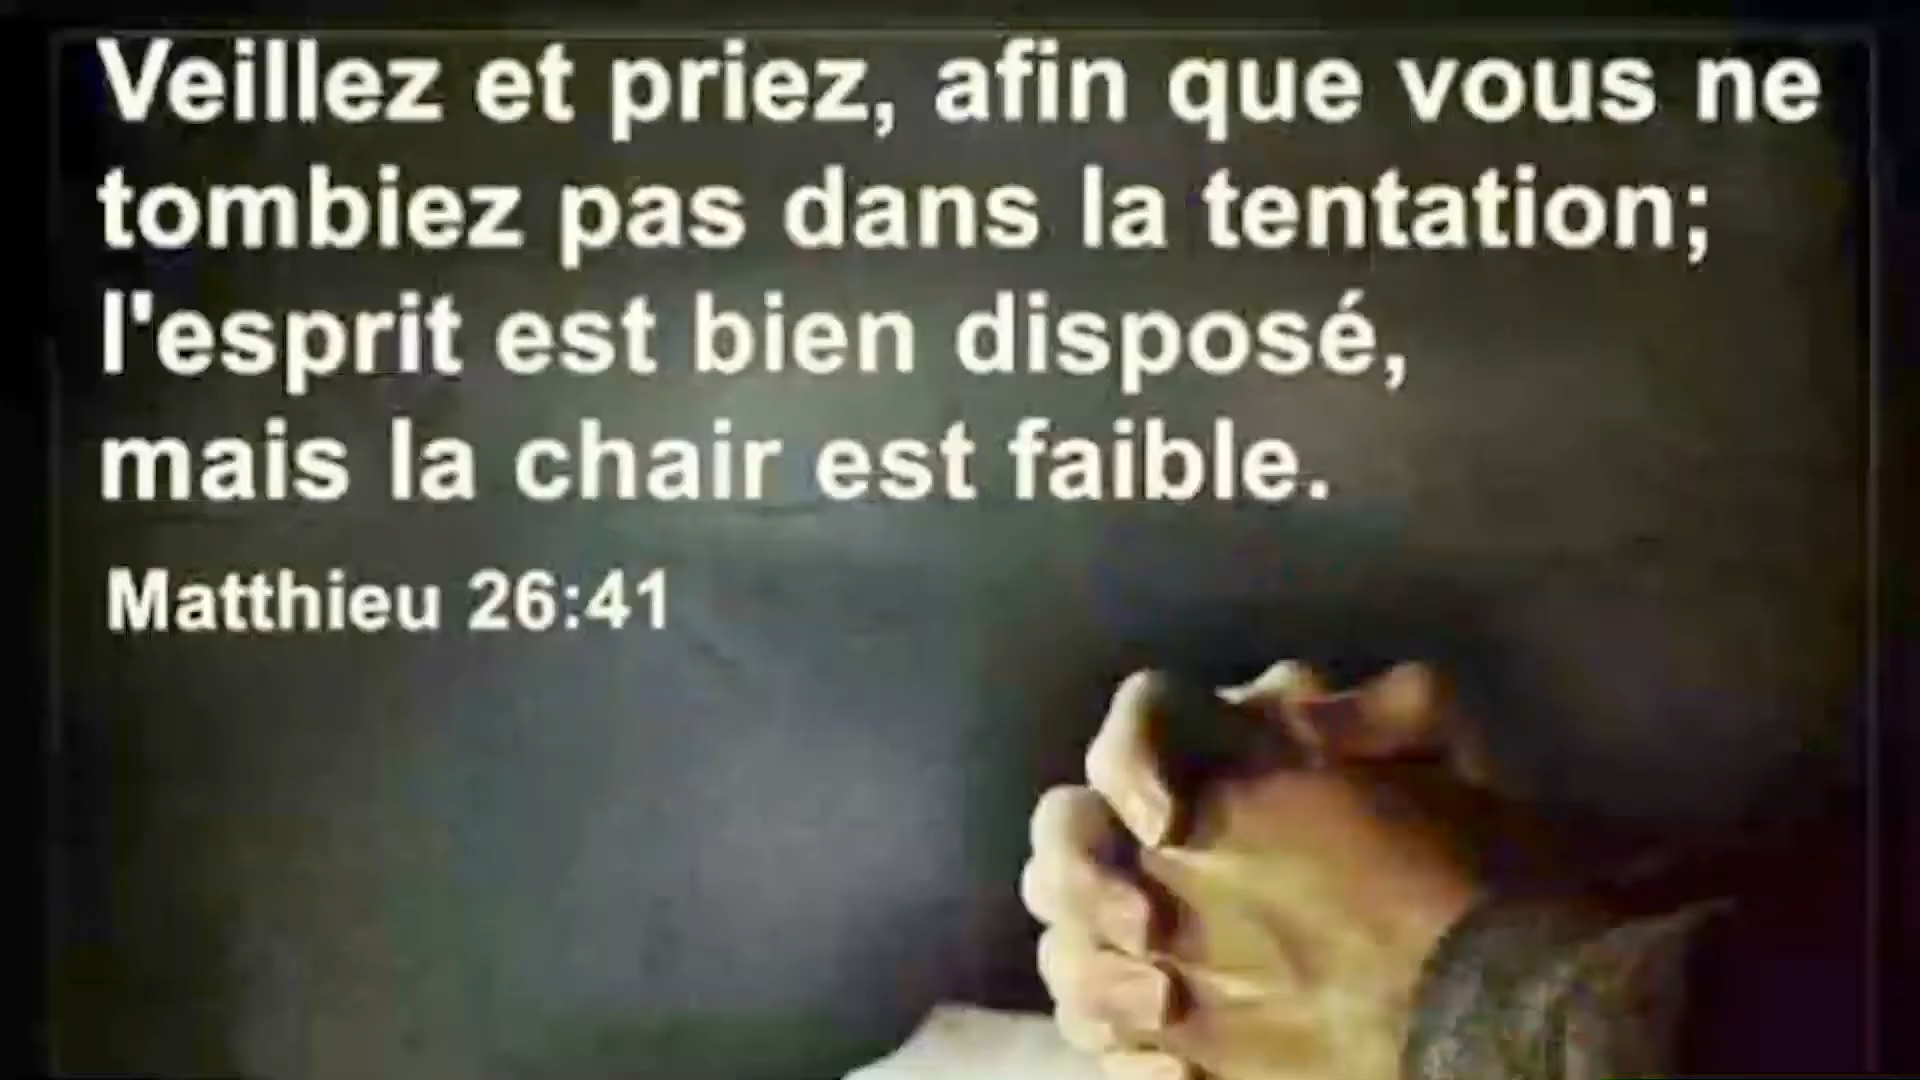 Veillez et priez, afin que vous ne
tombiez pas dans la tentation;
l'esprit est bien disposé,
mais la chair est faible.
Matthieu 26:41